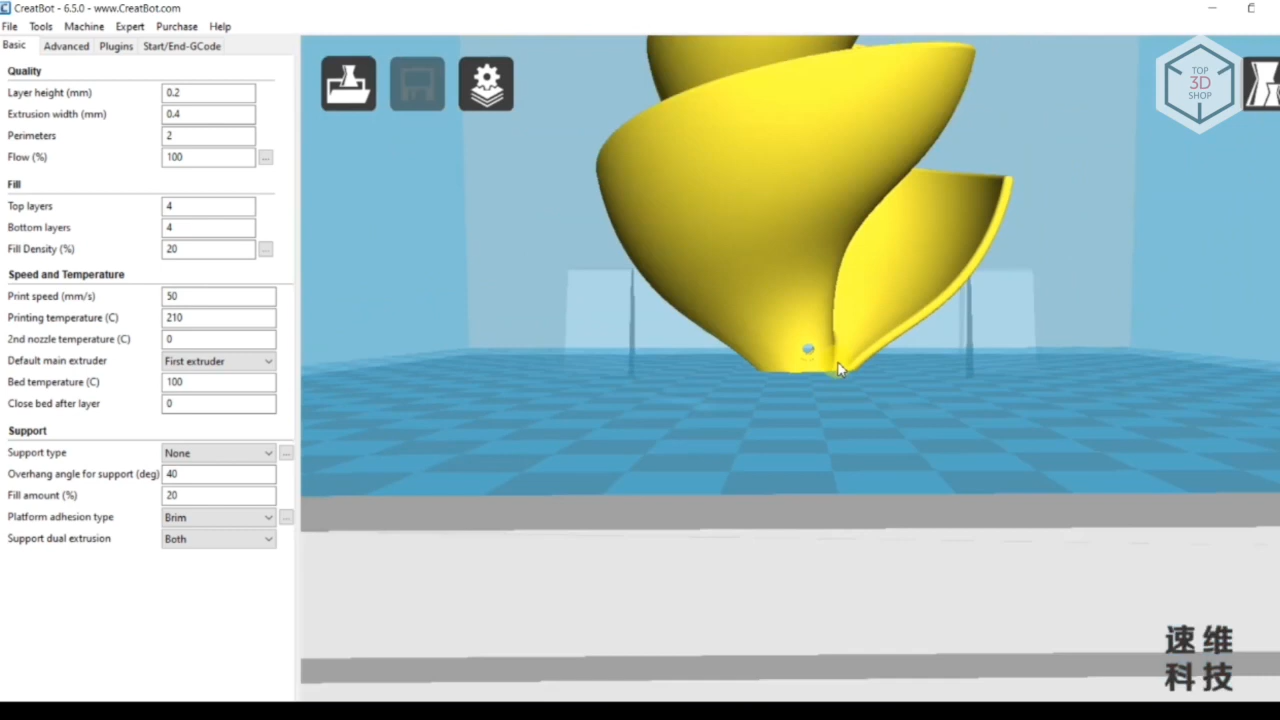 CreatBot - 6.5.0 - www.CreatBot.com
File Tools Machine Expert Purchase Help
Basic Advanced Plugins Start/End-GCode
Quality
Layer height (mm) 0.2
Extrusion width (mm) 0.4
Perimeters 2
Flow (%) 100 ...
Fill
Top layers 4
Bottom layers 4
Fill Density (%) 20 ...
Speed and Temperature
Print speed (mm/s) 50
Printing temperature (C) 210
2nd nozzle temperature (C) 0
Default main extruder First extruder
Bed temperature (C) 100
Close bed after layer 0
Support
Support type None ...
Overhang angle for support (deg) 40
Fill amount (%) 20
Platform adhesion type Brim ...
Support dual extrusion Both
TOP
3D
SHOP
速维
科技